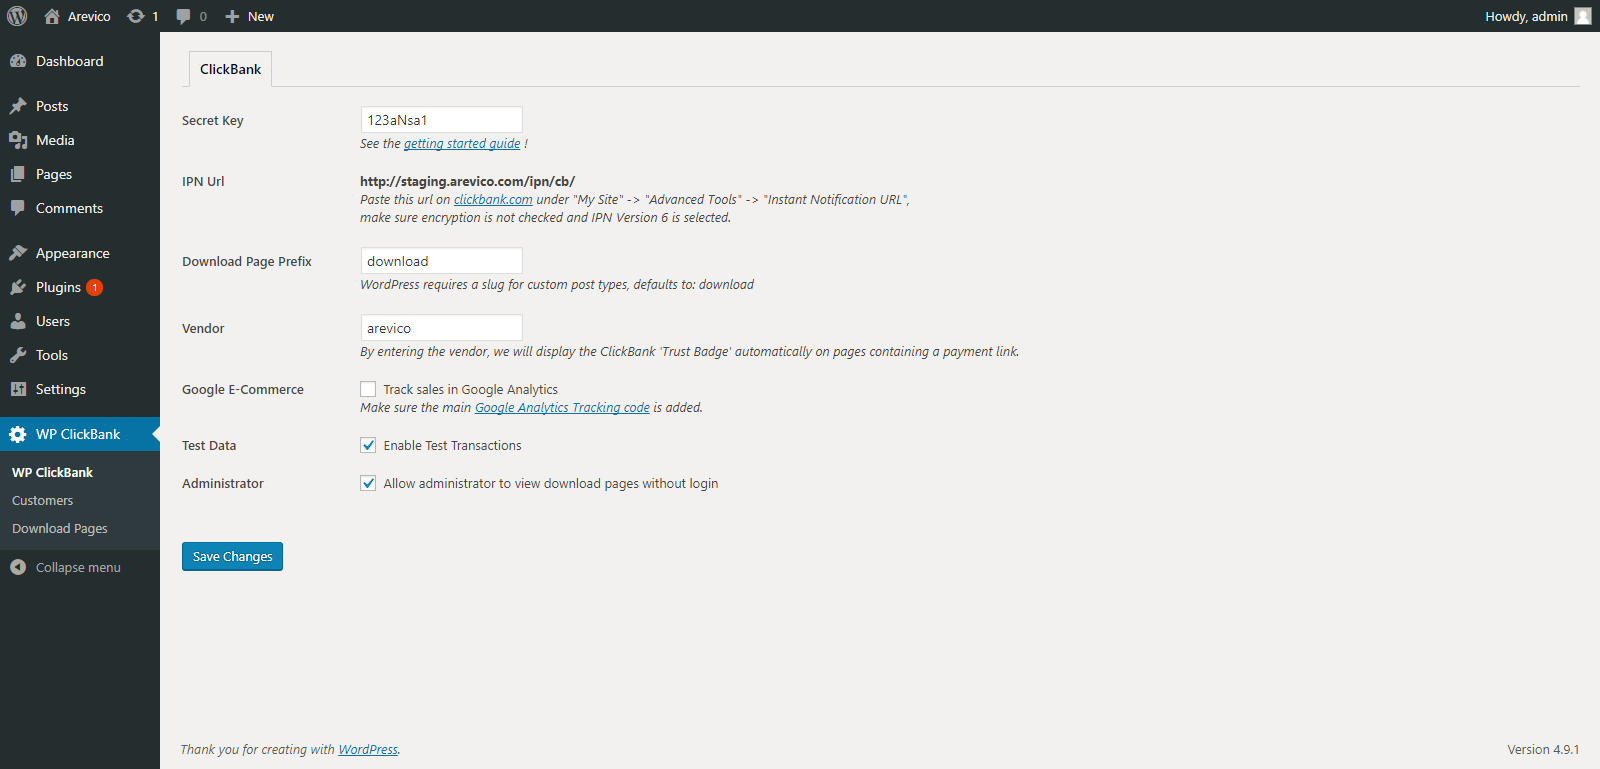 Arevico 1 0 New Howdy, admin
Dashboard
Posts
Media
Pages
Comments
Appearance
Plugins 1
Users
Tools
Settings
WP ClickBank
WP ClickBank
Customers
Download Pages
Collapse menu
ClickBank
Secret Key 123aNsa1
See the getting started guide !
IPN Url http://staging.arevico.com/ipn/cb/
Paste this url on clickbank.com under "My Site" -> "Advanced Tools" -> "Instant Notification URL",
make sure encryption is not checked and IPN Version 6 is selected.
Download Page Prefix download
WordPress requires a slug for custom post types, defaults to: download
Vendor arevico
By entering the vendor, we will display the ClickBank 'Trust Badge' automatically on pages containing a payment link.
Google E-Commerce Track sales in Google Analytics
Make sure the main Google Analytics Tracking code is added.
Test Data Enable Test Transactions
Administrator Allow administrator to view download pages without login
Save Changes
Thank you for creating with WordPress. Version 4.9.1